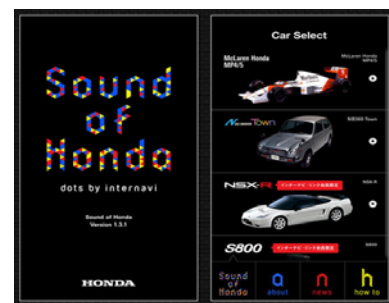 Sound
of
Honda
dots by internavi
Sound of Honda
Version 1.3.1
HONDA
Car Select
McLaren Honda
MP4/5
McLaren Honda
MP4/5
Town
N360 Town
NSX-R
インターナビ・リンク会員限定
NSX-R
S800
インターナビ・リンク会員限定
S800
Sound
of
Honda
a
about
n
news
h
how to